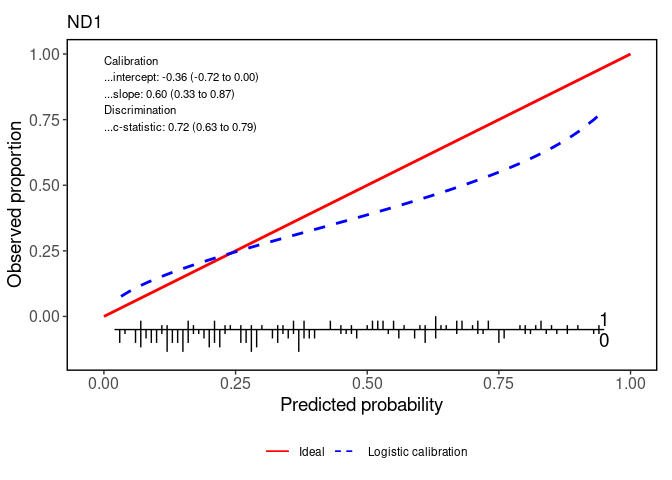 ND1
Calibration
...intercept: -0.36 (-0.72 to 0.00)
...slope: 0.60 (0.33 to 0.87)
Discrimination
...c-statistic: 0.72 (0.63 to 0.79)
Observed proportion
1.00
0.75
0.50
0.25
0.00
1
0
0.00 0.25 0.50 0.75 1.00
Predicted probability
Ideal Logistic calibration